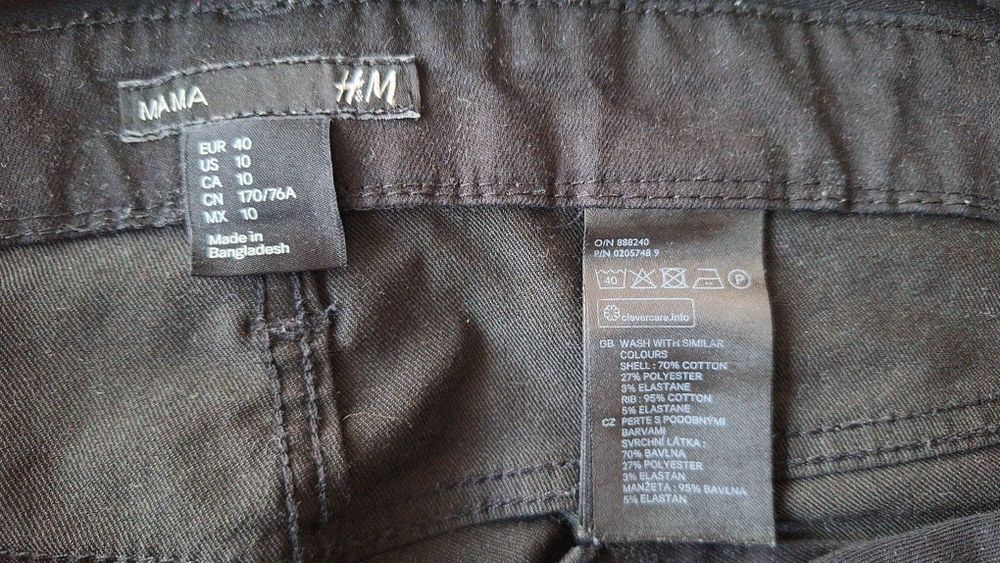 MAMA
H&M
EUR 40
US 10
CA 10
CN 170/76A
MX 10
Made in
Bangladesh
O/N 888240
P/N 0205748 9
40
P
clevercare.info
GB WASH WITH SIMILAR
COLOURS
SHELL : 70% COTTON
27% POLYESTER
3% ELASTANE
RIB : 95% COTTON
5% ELASTANE
CZ PERTE S PODOBNÝMI
BARVAMI
SVRCHNÍ LÁTKA :
70% BAVLNA
27% POLYESTER
3% ELASTAN
MANŽETA : 95% BAVLNA
5% ELASTAN